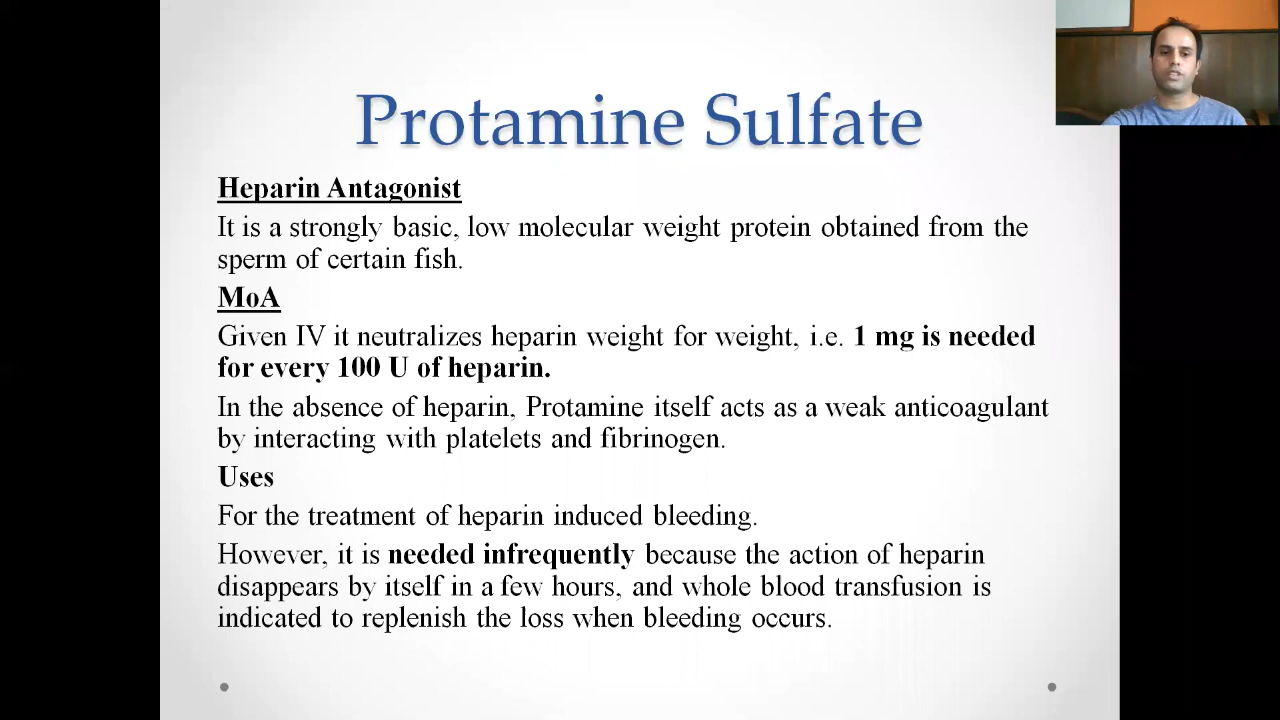 Protamine Sulfate
Heparin Antagonist
It is a strongly basic, low molecular weight protein obtained from the
sperm of certain fish.
MoA
Given IV it neutralizes heparin weight for weight, i.e. 1 mg is needed
for every 100 U of heparin.
In the absence of heparin, Protamine itself acts as a weak anticoagulant
by interacting with platelets and fibrinogen.
Uses
For the treatment of heparin induced bleeding.
However, it is needed infrequently because the action of heparin
disappears by itself in a few hours, and whole blood transfusion is
indicated to replenish the loss when bleeding occurs.